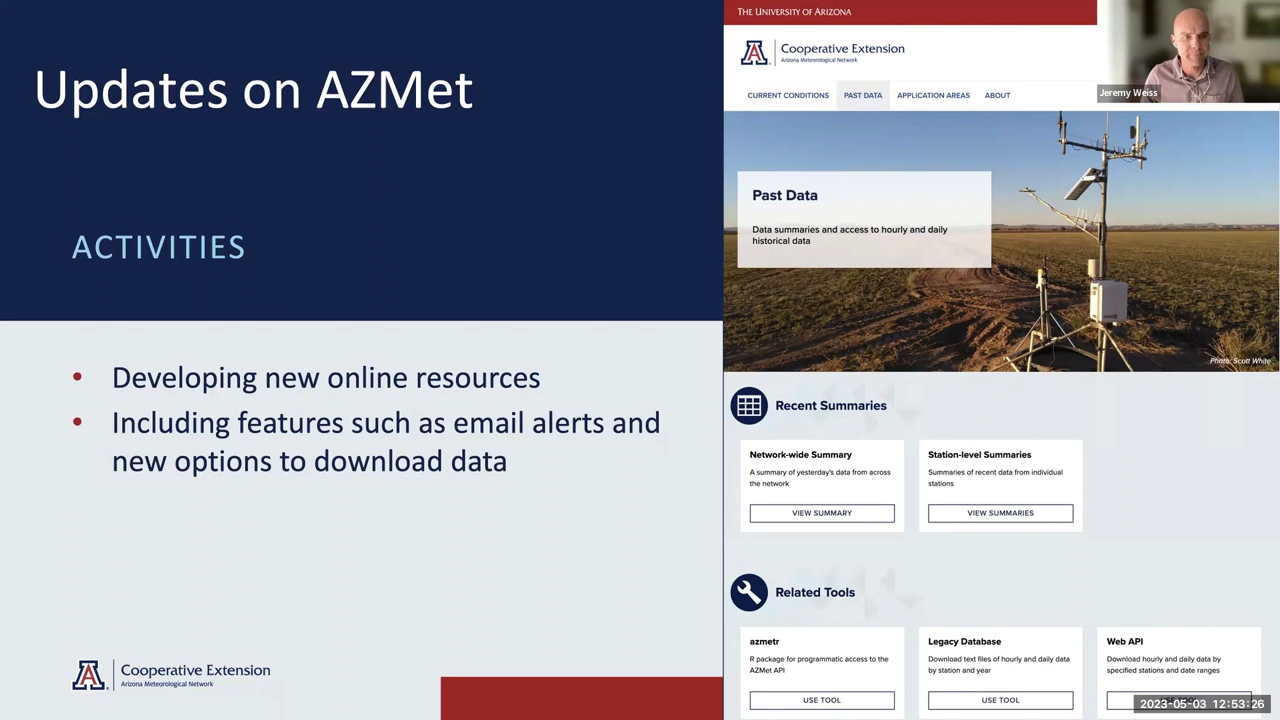 Updates on AZMet
ACTIVITIES
• Developing new online resources
• Including features such as email alerts and
new options to download data
A
Cooperative Extension
Arizona Meteorological Network
THE UNIVERSITY OF ARIZONA
A
Cooperative Extension
Arizona Meteorological Network
Jeremy Weiss
CURRENT CONDITIONS PAST DATA APPLICATION AREAS ABOUT
Past Data
Data summaries and access to hourly and daily
historical data
Photo: Scott White
Recent Summaries
Network-wide Summary
A summary of yesterday's data from across
the network
VIEW SUMMARY
Station-level Summaries
Summaries of recent data from individual
stations
VIEW SUMMARIES
Related Tools
azmetr
R package for programmatic access to the
AZMet API
USE TOOL
Legacy Database
Download text files of hourly and daily data
by station and year
USE TOOL
Web API
Download hourly and daily data by
specified stations and date ranges
2023-05-03 12:53:26